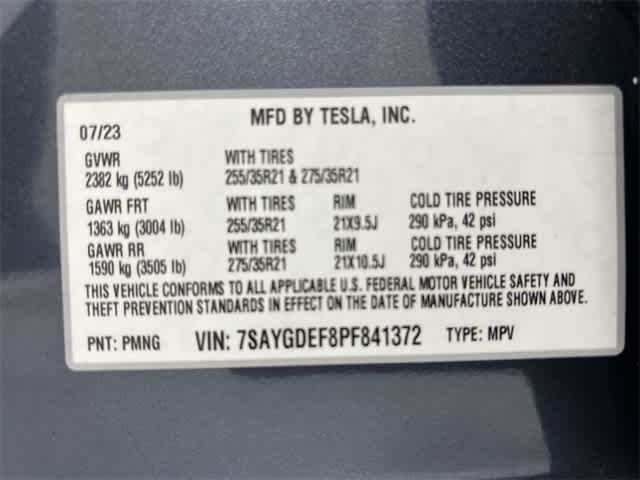 MFD BY TESLA, INC.
07/23
GVWR WITH TIRES
2382 kg (5252 lb) 255/35R21 & 275/35R21
GAWR FRT WITH TIRES RIM COLD TIRE PRESSURE
1363 kg (3004 lb) 255/35R21 21X9.5J 290 kPa, 42 psi
GAWR RR WITH TIRES RIM COLD TIRE PRESSURE
1590 kg (3505 lb) 275/35R21 21X10.5J 290 kPa, 42 psi
THIS VEHICLE CONFORMS TO ALL APPLICABLE U.S. FEDERAL MOTOR VEHICLE SAFETY AND
THEFT PREVENTION STANDARDS IN EFFECT ON THE DATE OF MANUFACTURE SHOWN ABOVE.
PNT: PMNG VIN: 7SAYGDEF8PF841372 TYPE: MPV